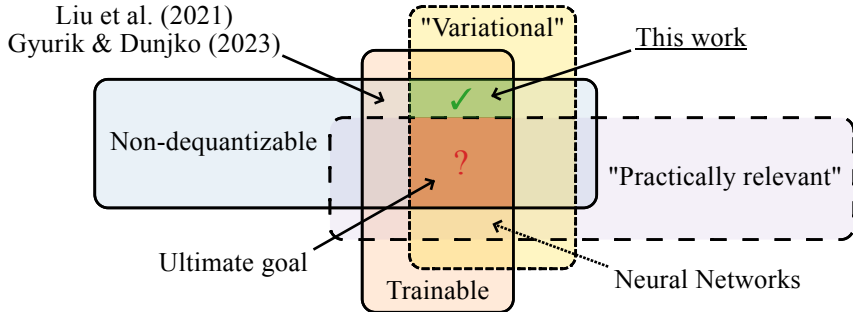 Liu et al. (2021)
Gyurik & Dunjko (2023)
"Variational"
This work
✓
Non-dequantizable
?
"Practically relevant"
Ultimate goal
Trainable
Neural Networks